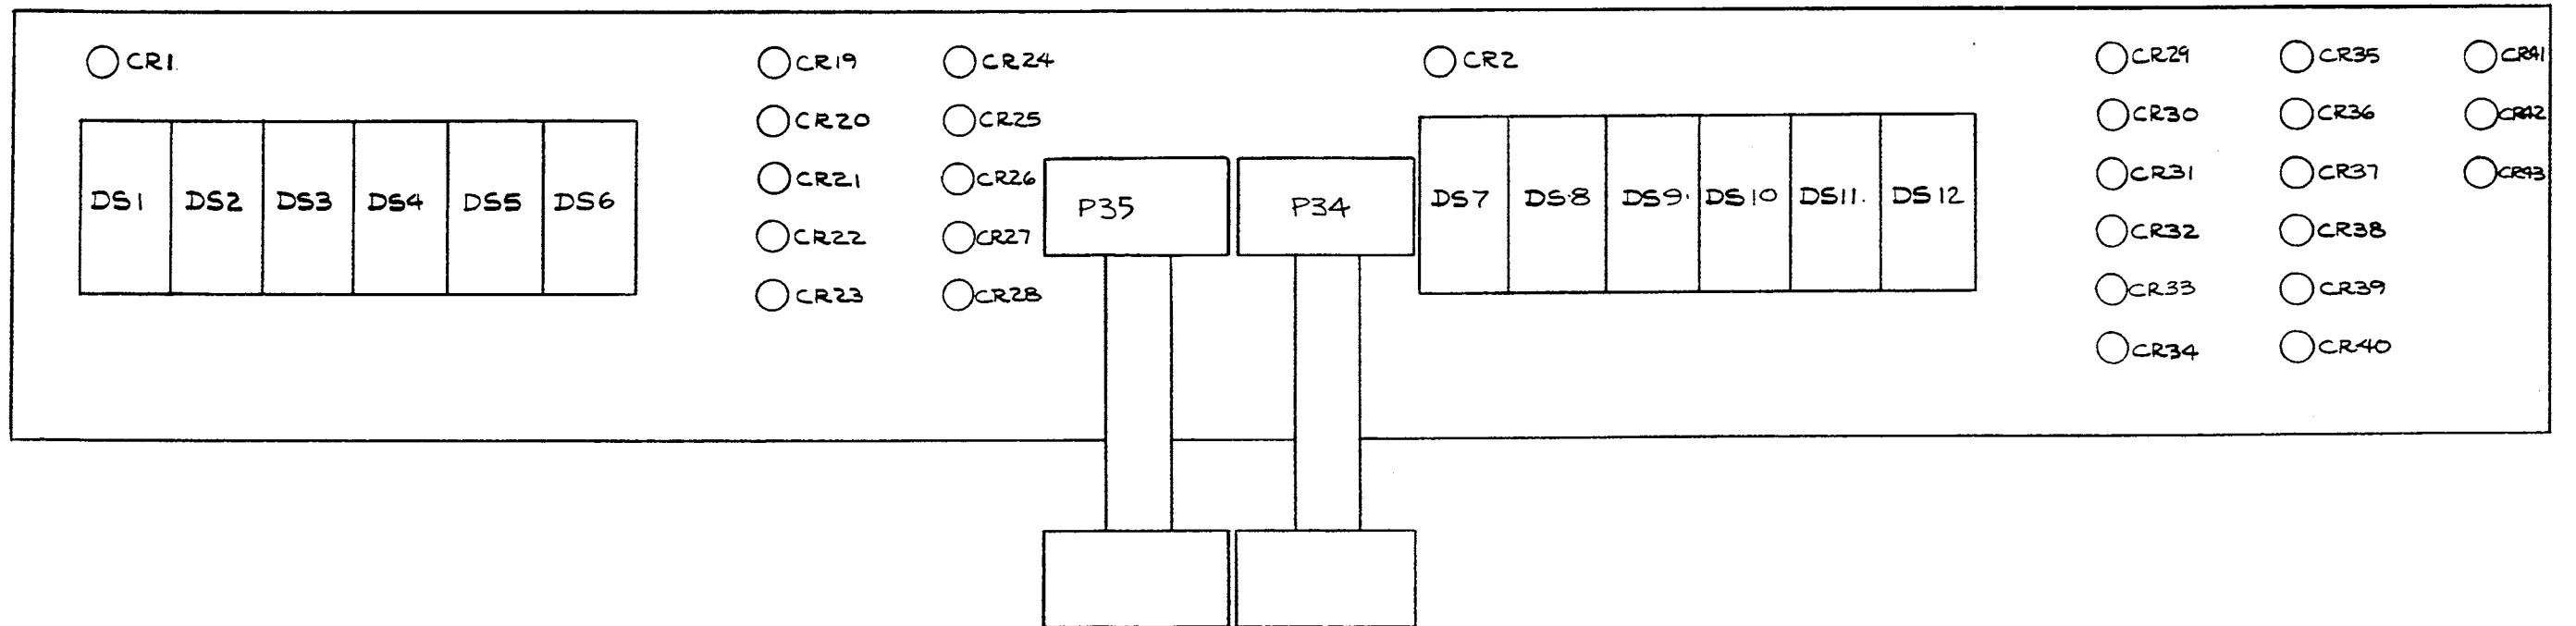 CR1.
CR19
CR24
CR2
CR29
CR35
CR41
CR20
CR25
CR30
CR36
CR42
CR21
CR26
CR31
CR37
CR43
DS1 DS2 DS3 DS4 DS5 DS6
P35
P34
DS7 DS8 DS9 DS10 DS11. DS12
CR22
CR27
CR32
CR38
CR23
CR28
CR33
CR39
CR34
CR40